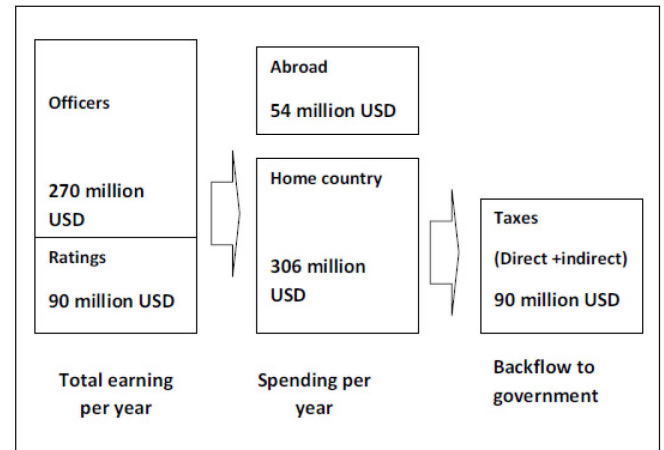 Officers
270 million
USD
Ratings
90 million USD
Total earning
per year
Abroad
54 million USD
Home country
306 million
USD
Spending per
year
Taxes
(Direct +indirect)
90 million USD
Backflow to
government